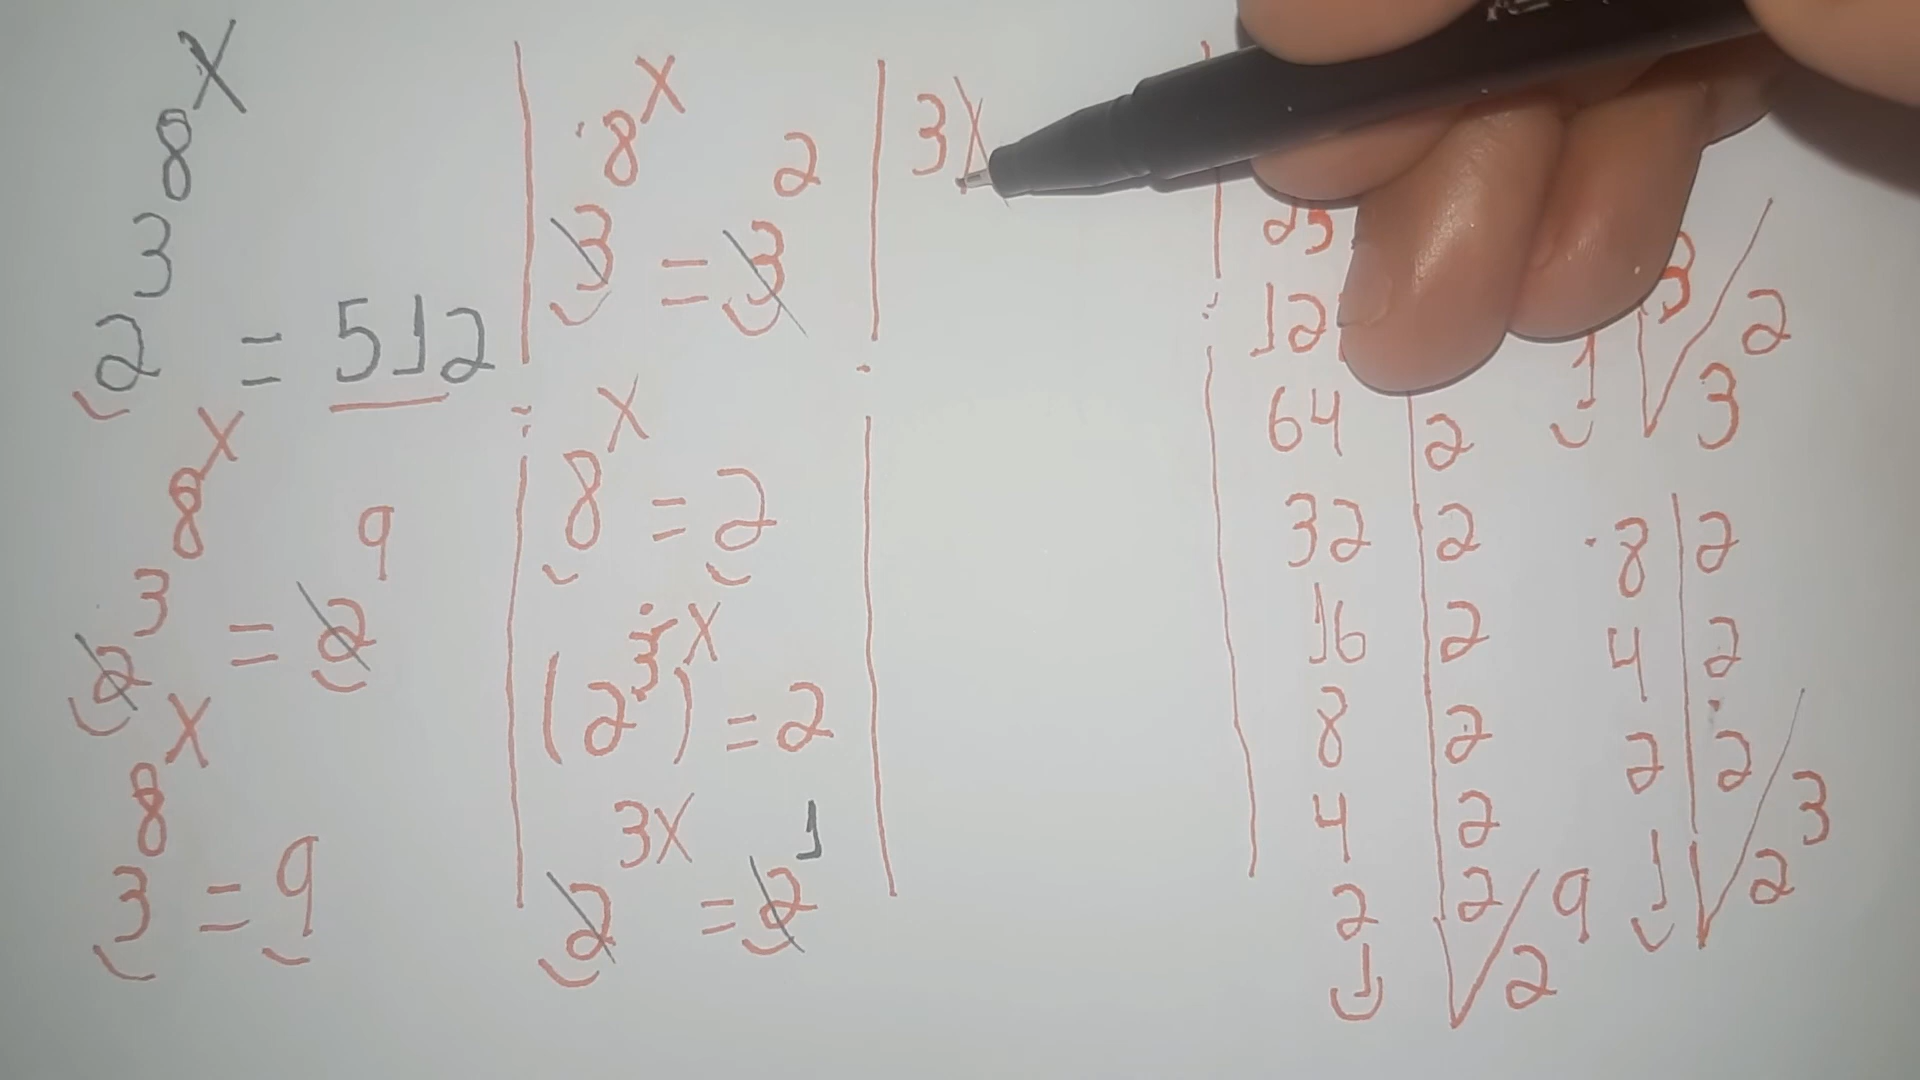 2^3^8^x = 512
2^3^8^x = 2^9
3^8^x = 9
3^8^x = 3^2
8^x = 2
(2^3)^x = 2
2^3x = 2^1
3x
64 | 2
32 | 2
16 | 2
8 | 2
4 | 2
2 | 2
1 2^9
3
1 3^2
8 | 2
4 | 2
2 | 2
1 2^3